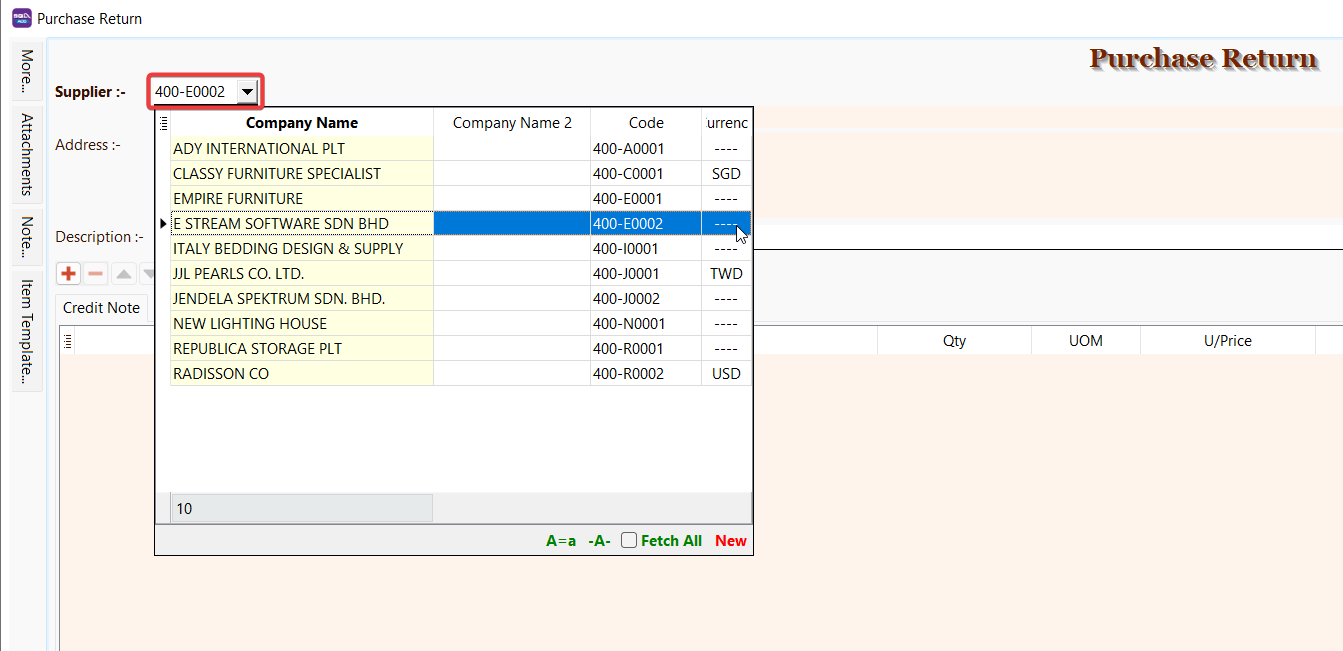 Purchase Return
More...
Attachments
Note...
Item Template...
Purchase Return
Supplier :- 400-E0002
Address :-
Description :-
Credit Note
Company Name Company Name 2 Code urrenc
ADY INTERNATIONAL PLT 400-A0001 ----
CLASSY FURNITURE SPECIALIST 400-C0001 SGD
EMPIRE FURNITURE 400-E0001 ----
E STREAM SOFTWARE SDN BHD 400-E0002 ----
ITALY BEDDING DESIGN & SUPPLY 400-I0001 ----
JJL PEARLS CO. LTD. 400-J0001 TWD
JENDELA SPEKTRUM SDN. BHD. 400-J0002 ----
NEW LIGHTING HOUSE 400-N0001 ----
REPUBLICA STORAGE PLT 400-R0001 ----
RADISSON CO 400-R0002 USD
10
A=a -A- Fetch All New
Qty UOM U/Price